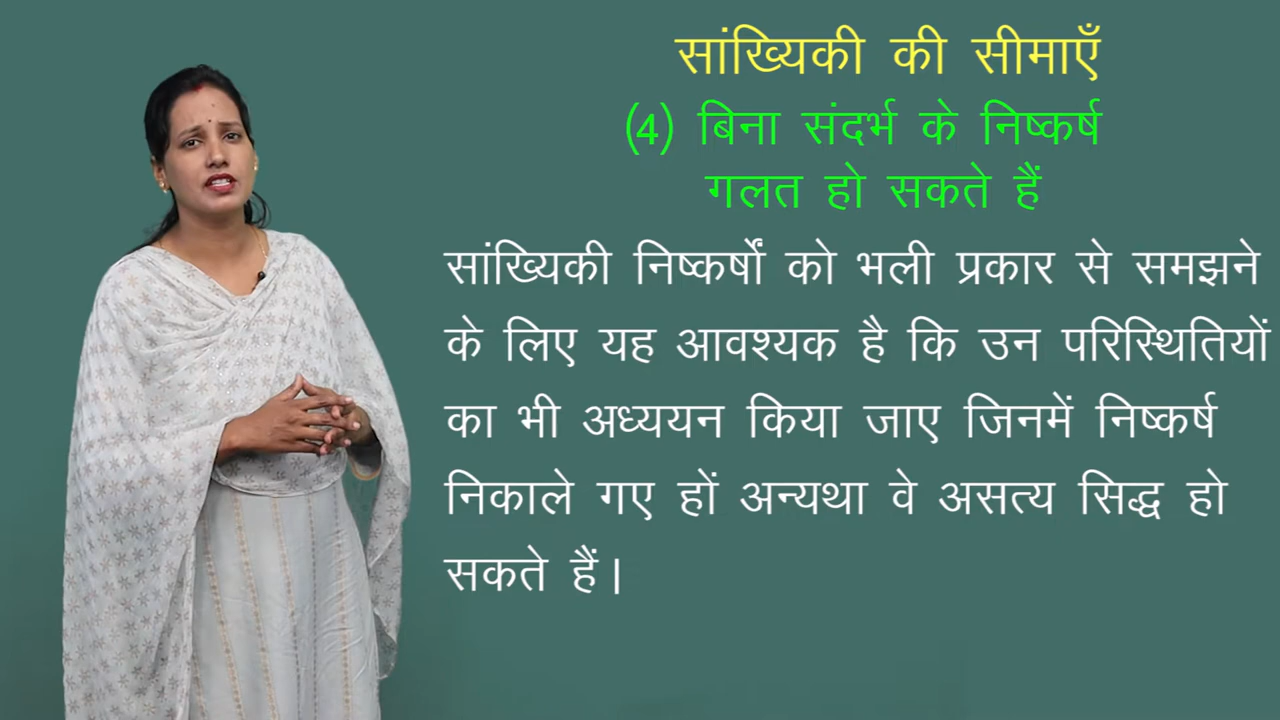 सांख्यिकी की सीमाएँ
(4) बिना संदर्भ के निष्कर्ष
गलत हो सकते हैं
सांख्यिकी निष्कर्षों को भली प्रकार से समझने
के लिए यह आवश्यक है कि उन परिस्थितियों
का भी अध्ययन किया जाए जिनमें निष्कर्ष
निकाले गए हों अन्यथा वे असत्य सिद्ध हो
सकते हैं।